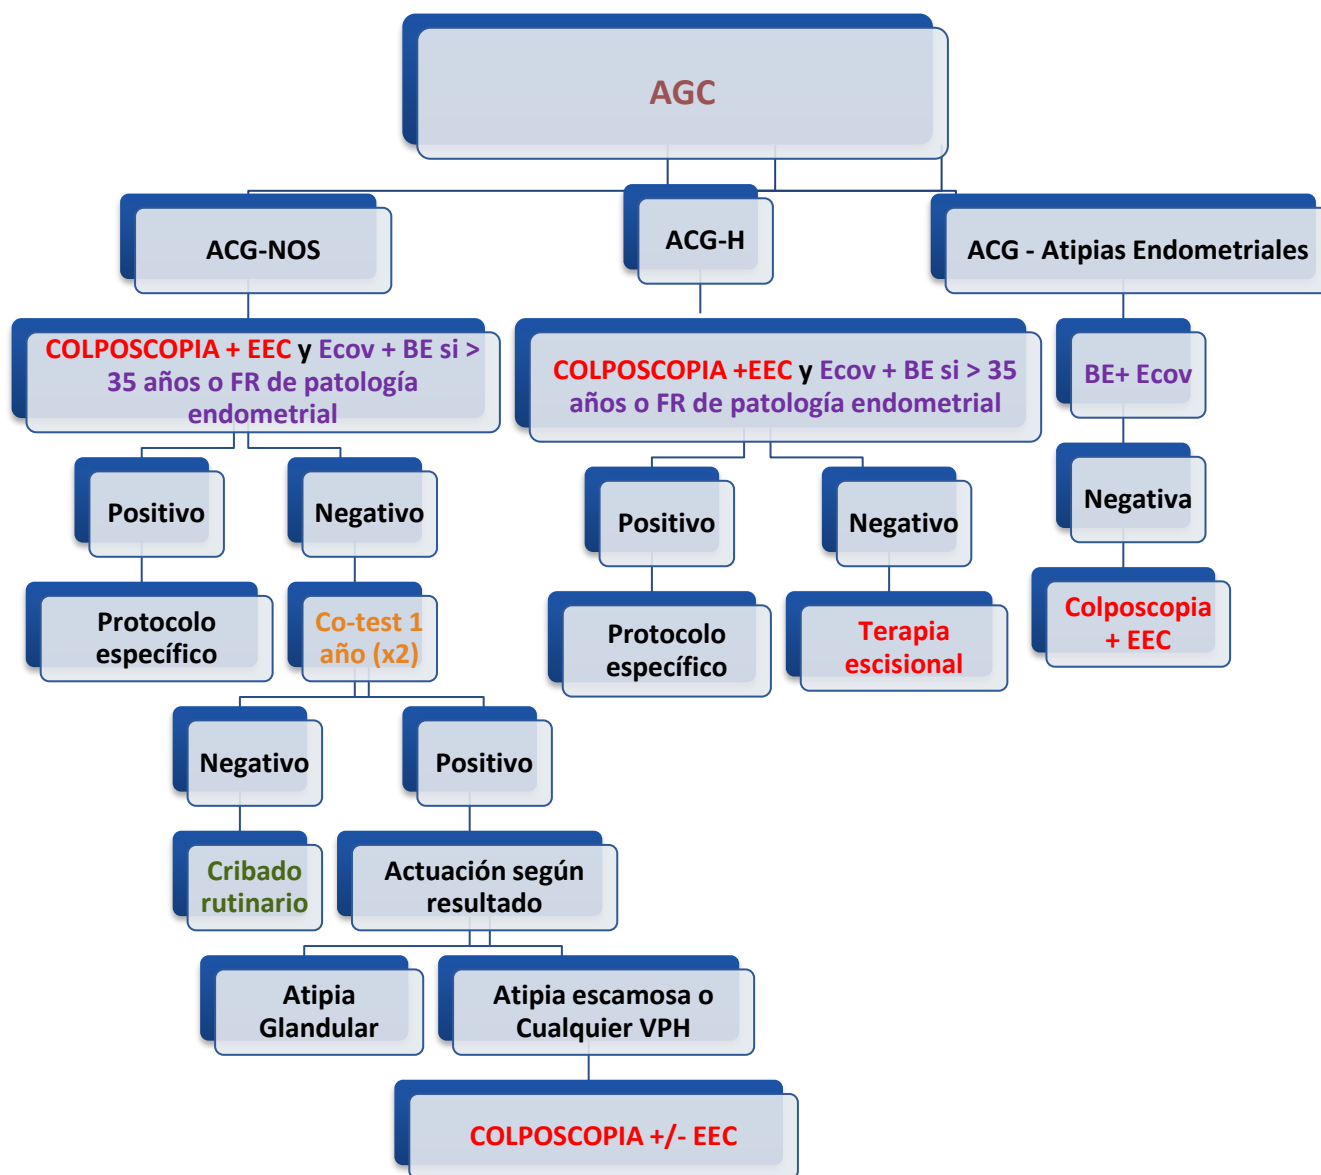 AGC
ACG-NOS
ACG-H
ACG - Atipias Endometriales
COLPOSCOPIA + EEC y Ecov + BE si >
35 años o FR de patología
endometrial
COLPOSCOPIA +EEC y Ecov + BE si > 35
años o FR de patología endometrial
BE+ Ecov
Positivo
Negativo
Positivo
Negativo
Negativa
Protocolo
específico
Co-test 1
año (x2)
Protocolo
específico
Terapia
escisional
Colposcopia
+ EEC
Negativo
Positivo
Cribado
rutinario
Actuación según
resultado
Atipia
Glandular
Atipia escamosa o
Cualquier VPH
COLPOSCOPIA +/- EEC